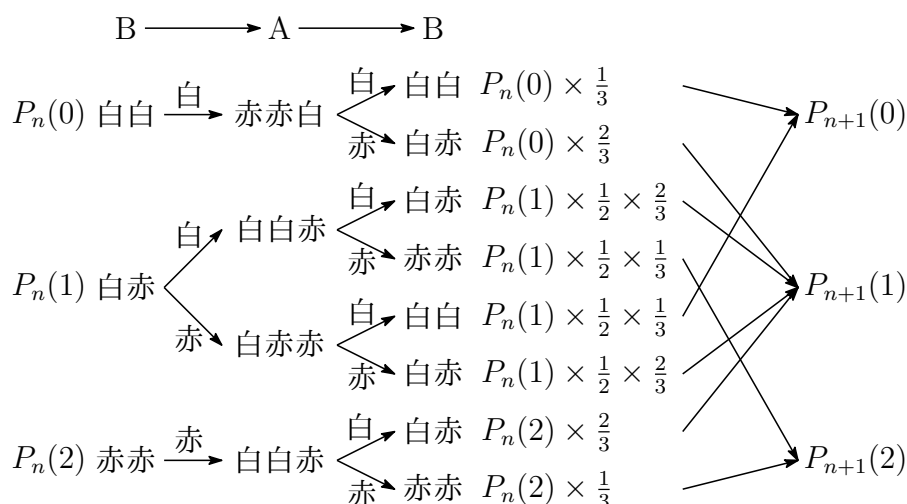 B A B
白 白白 P_n(0) × 1/3
P_n(0) 白白 白 赤赤白 P_{n+1}(0)
赤 白赤 P_n(0) × 2/3
白 白赤 P_n(1) × 1/2 × 2/3
白 白白赤
赤 赤赤 P_n(1) × 1/2 × 1/3
P_n(1) 白赤 P_{n+1}(1)
白 白白 P_n(1) × 1/2 × 1/3
赤 白赤赤
赤 白赤 P_n(1) × 1/2 × 2/3
白 白赤 P_n(2) × 2/3
P_n(2) 赤赤 赤 白白赤 P_{n+1}(2)
赤 赤赤 P_n(2) × 1/3